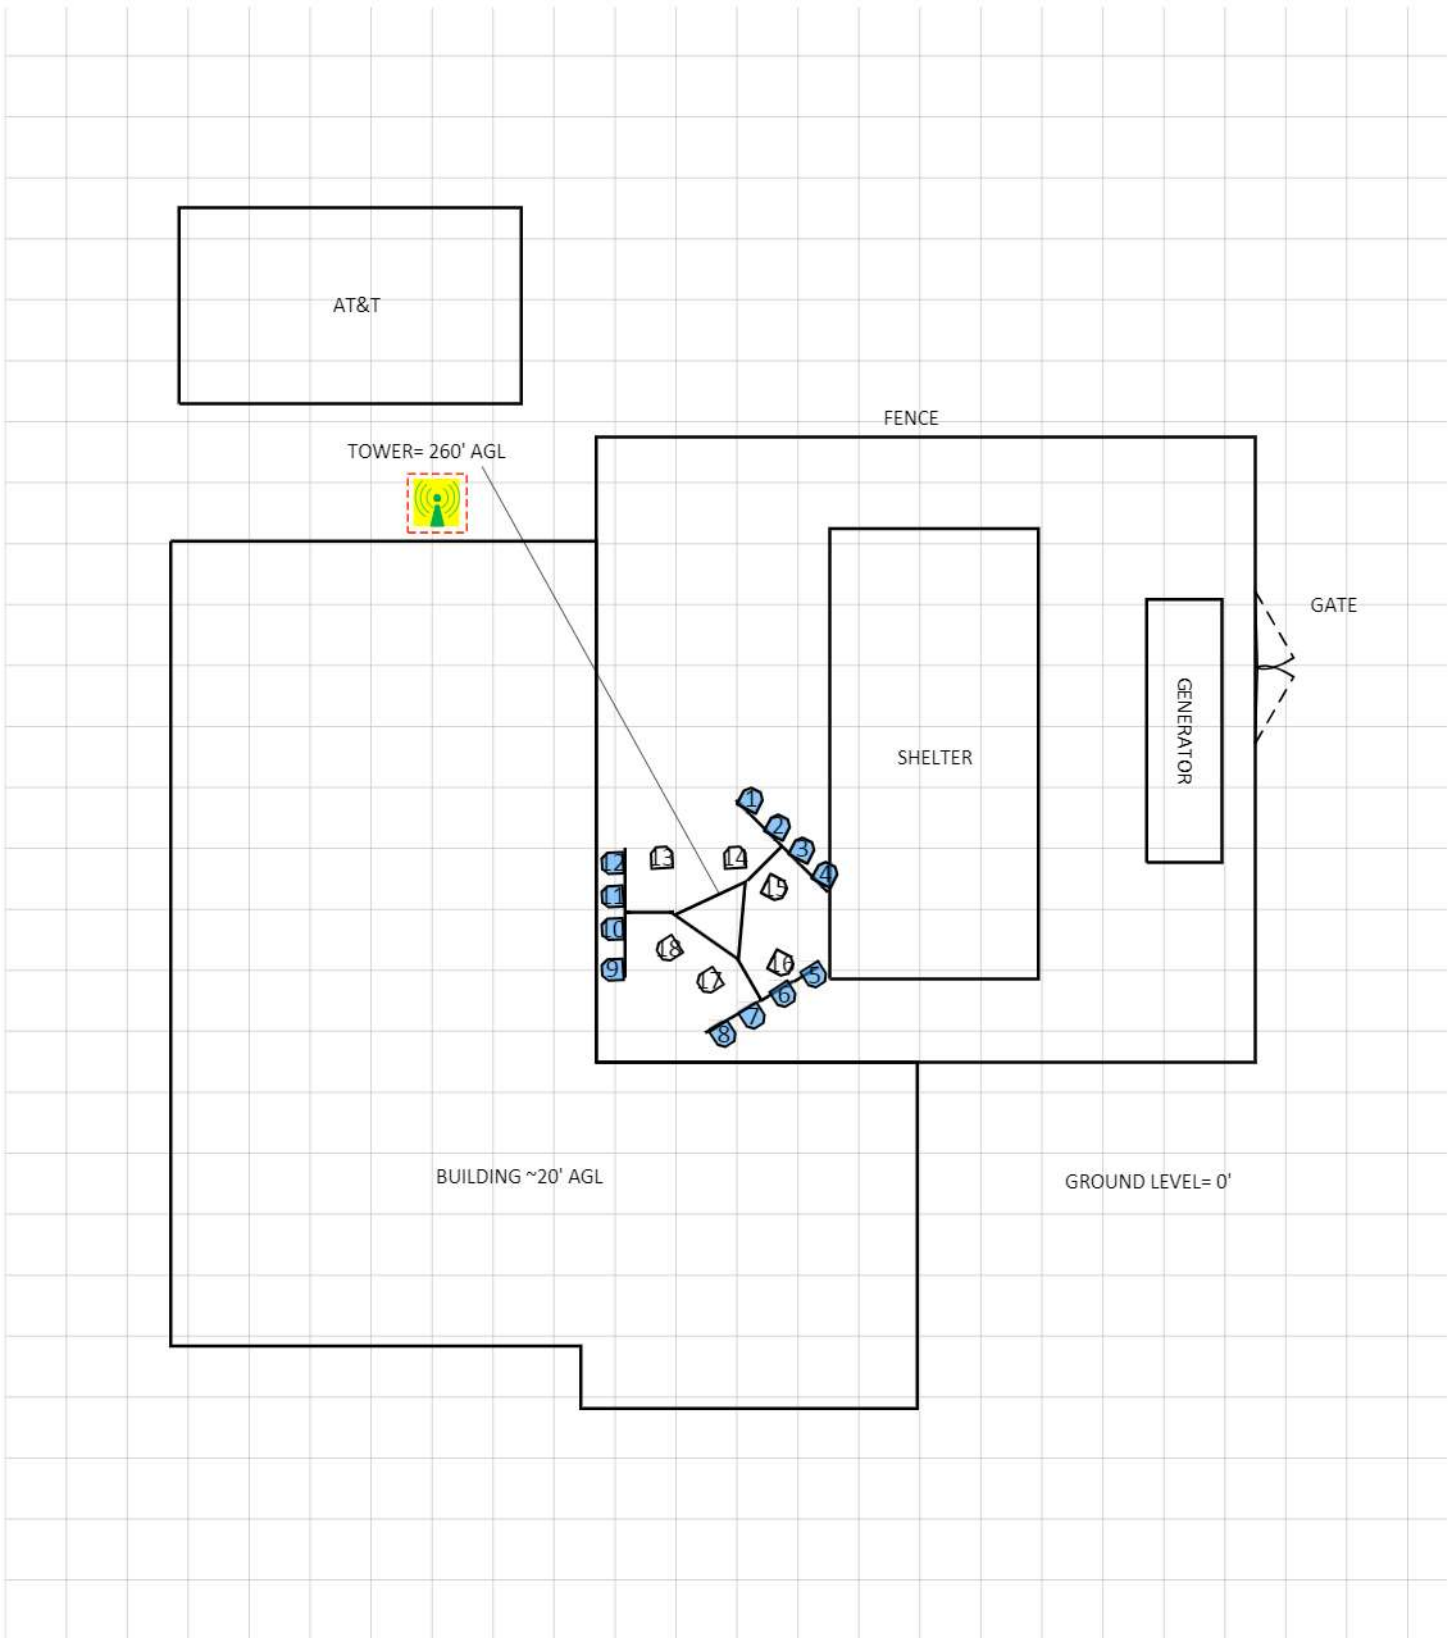 AT&T
FENCE
TOWER= 260' AGL
GATE
GENERATOR
SHELTER
1
2
3
4
12
13
14
15
11
10
18
16
5
9
17
6
7
8
BUILDING ~20' AGL
GROUND LEVEL= 0'